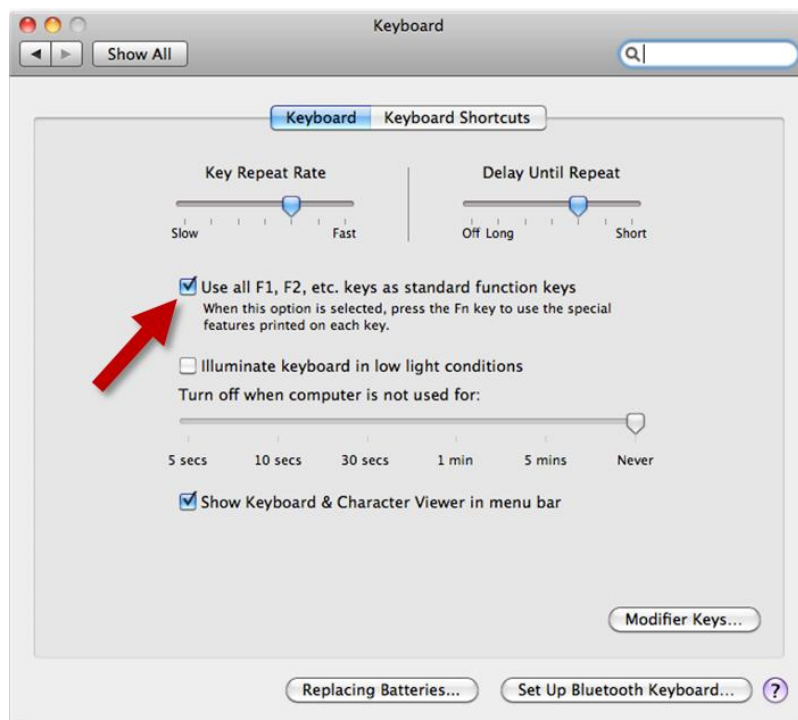 Keyboard
Show All
Keyboard Keyboard Shortcuts
Key Repeat Rate Delay Until Repeat
Slow Fast Off Long Short
Use all F1, F2, etc. keys as standard function keys
When this option is selected, press the Fn key to use the special
features printed on each key.
Illuminate keyboard in low light conditions
Turn off when computer is not used for:
5 secs 10 secs 30 secs 1 min 5 mins Never
Show Keyboard & Character Viewer in menu bar
Modifier Keys...
Replacing Batteries... Set Up Bluetooth Keyboard... ?